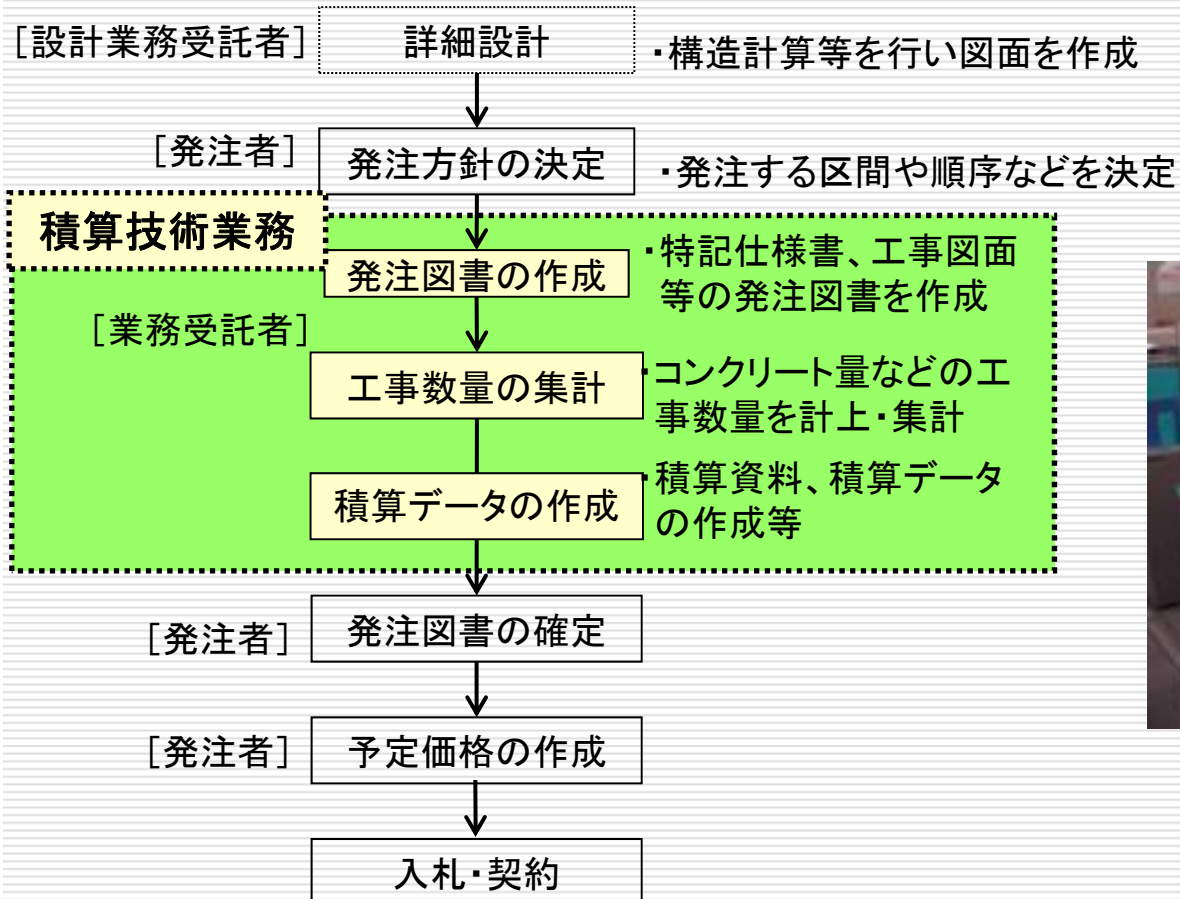 [設計業務受託者]
詳細設計
・構造計算等を行い図面を作成
[発注者]
発注方針の決定
・発注する区間や順序などを決定
積算技術業務
発注図書の作成
・特記仕様書、工事図面
等の発注図書を作成
[業務受託者]
工事数量の集計
・コンクリート量などの工
事数量を計上・集計
積算データの作成
・積算資料、積算データ
の作成等
[発注者]
発注図書の確定
[発注者]
予定価格の作成
入札・契約